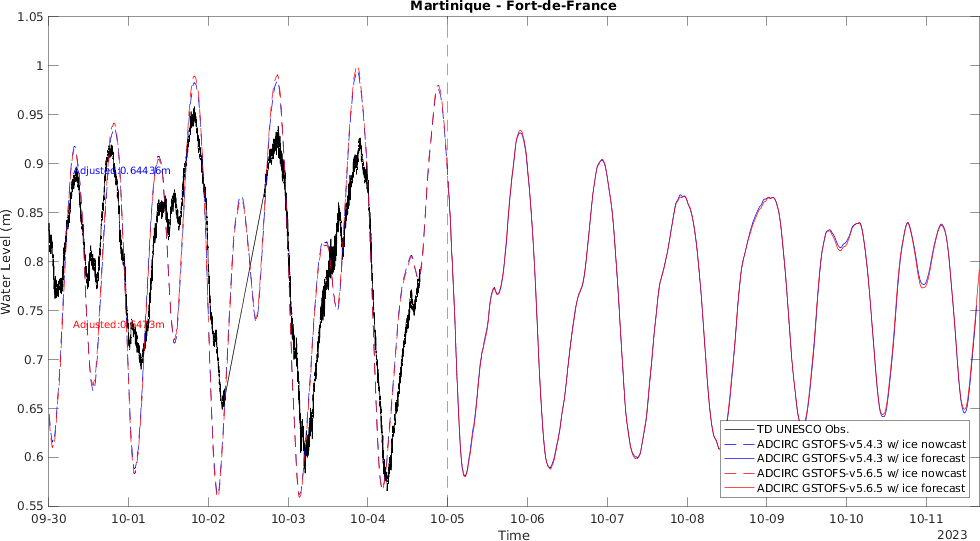 Martinique - Fort-de-France
1.05
1
0.95
0.9
0.85
0.8
0.75
0.7
0.65
0.6
0.55
Water Level (m)
Adjusted:0.64436m
Adjusted:0.6473m
TD UNESCO Obs.
ADCIRC GSTOFS-v5.4.3 w/ ice nowcast
ADCIRC GSTOFS-v5.4.3 w/ ice forecast
ADCIRC GSTOFS-v5.6.5 w/ ice nowcast
ADCIRC GSTOFS-v5.6.5 w/ ice forecast
09-30 10-01 10-02 10-03 10-04 10-05 10-06 10-07 10-08 10-09 10-10 10-11
Time
2023